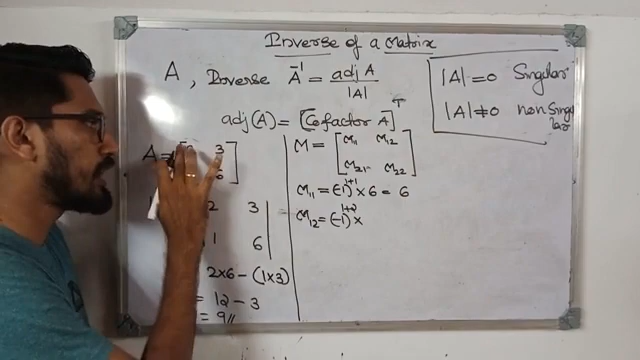 Inverse of a Matrix
A , Inverse A⁻¹ = adj A / |A|
|A| = 0 Singular
|A| ≠ 0 non Singular
adj(A) = [Cofactor A]ᵀ
A = 3
6
2 3
1 6
2×6 - (1×3)
= 12 - 3
= 9//
M = [ M₁₁ M₁₂
M₂₁ M₂₂ ]
M₁₁ = (-1)¹⁺¹ × 6 = 6
M₁₂ = (-1)¹⁺² ×